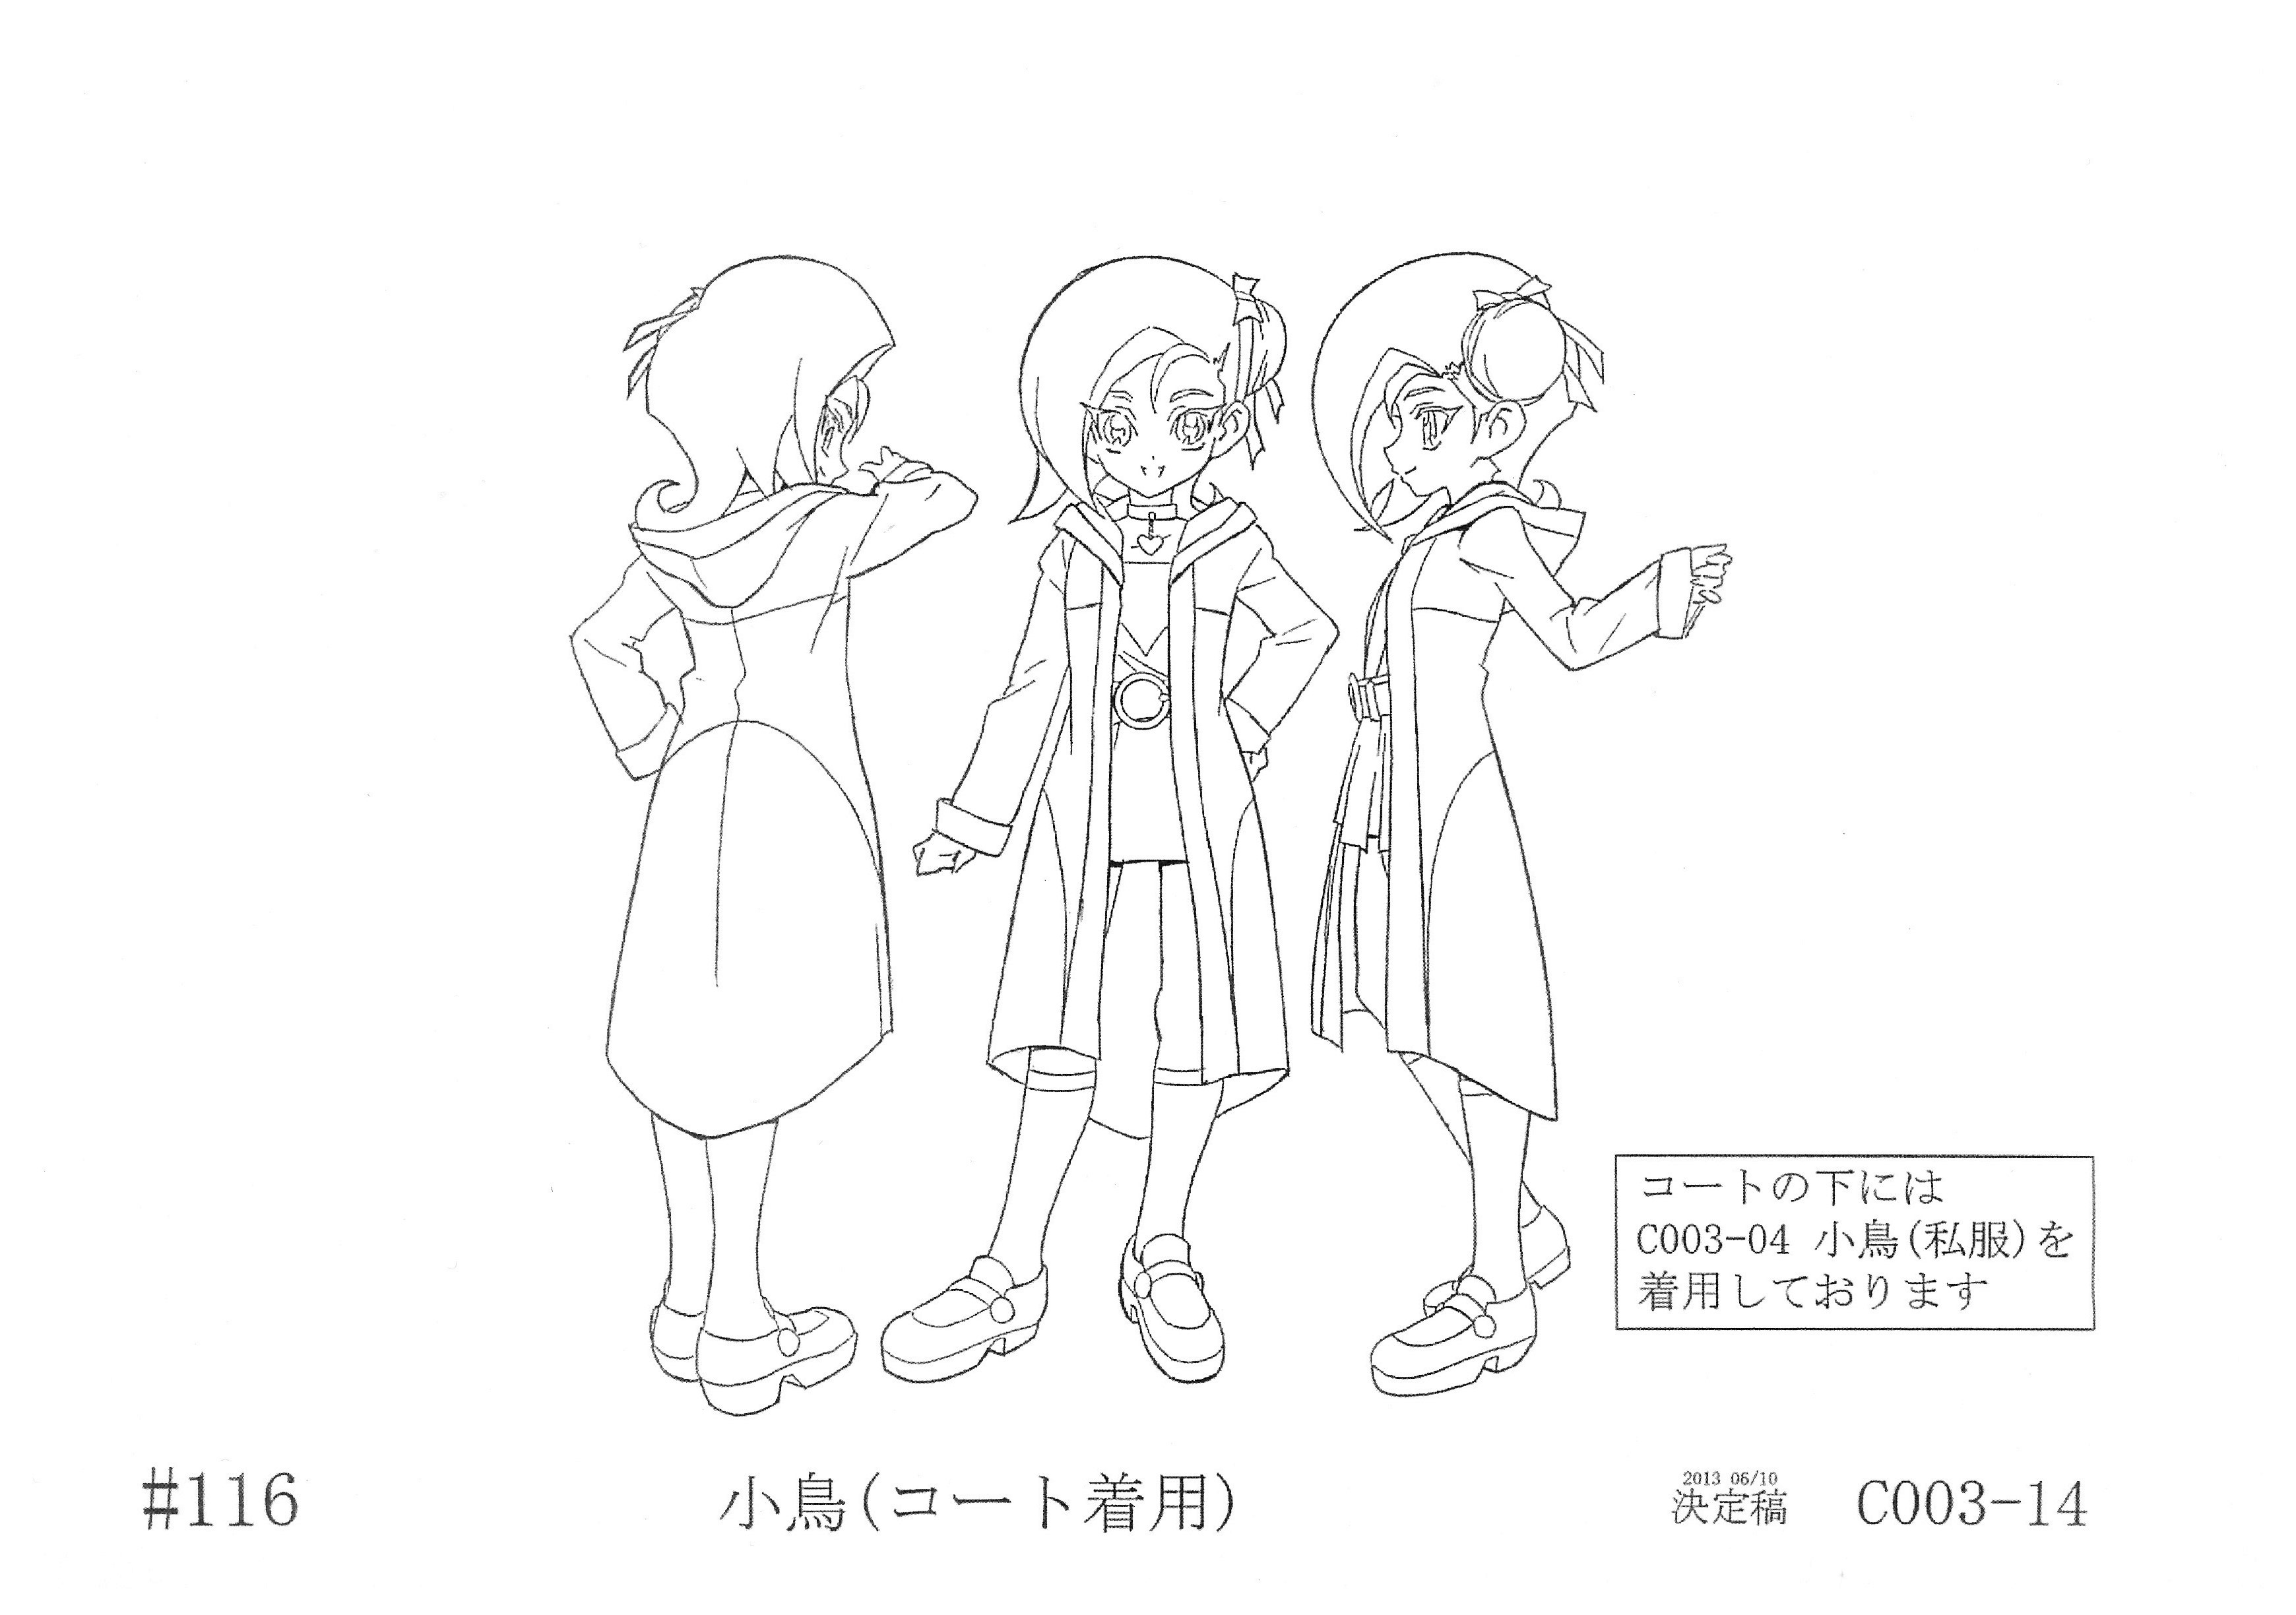 コートの下には
C003-04 小鳥(私服)を
着用しております
#116
小鳥(コート着用)
2013 06/10
決定稿
C003-14